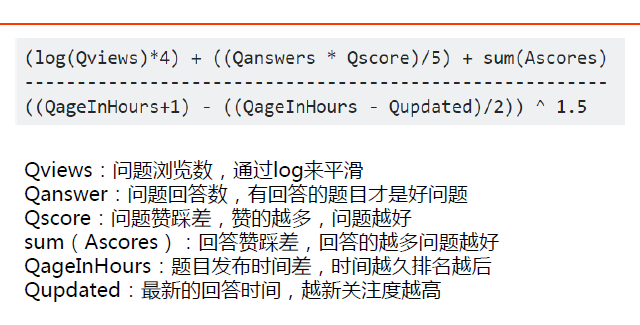 (log(Qviews)*4) + ((Qanswers * Qscore)/5) + sum(Ascores)
--------------------------------------------------------
((QageInHours+1) - ((QageInHours - Qupdated)/2)) ^ 1.5
Qviews：问题浏览数，通过log来平滑
Qanswer：问题回答数，有回答的题目才是好问题
Qscore：问题赞踩差，赞的越多，问题越好
sum（Ascores）：回答赞踩差，回答的越多问题越好
QageInHours：题目发布时间差，时间越久排名越后
Qupdated：最新的回答时间，越新关注度越高